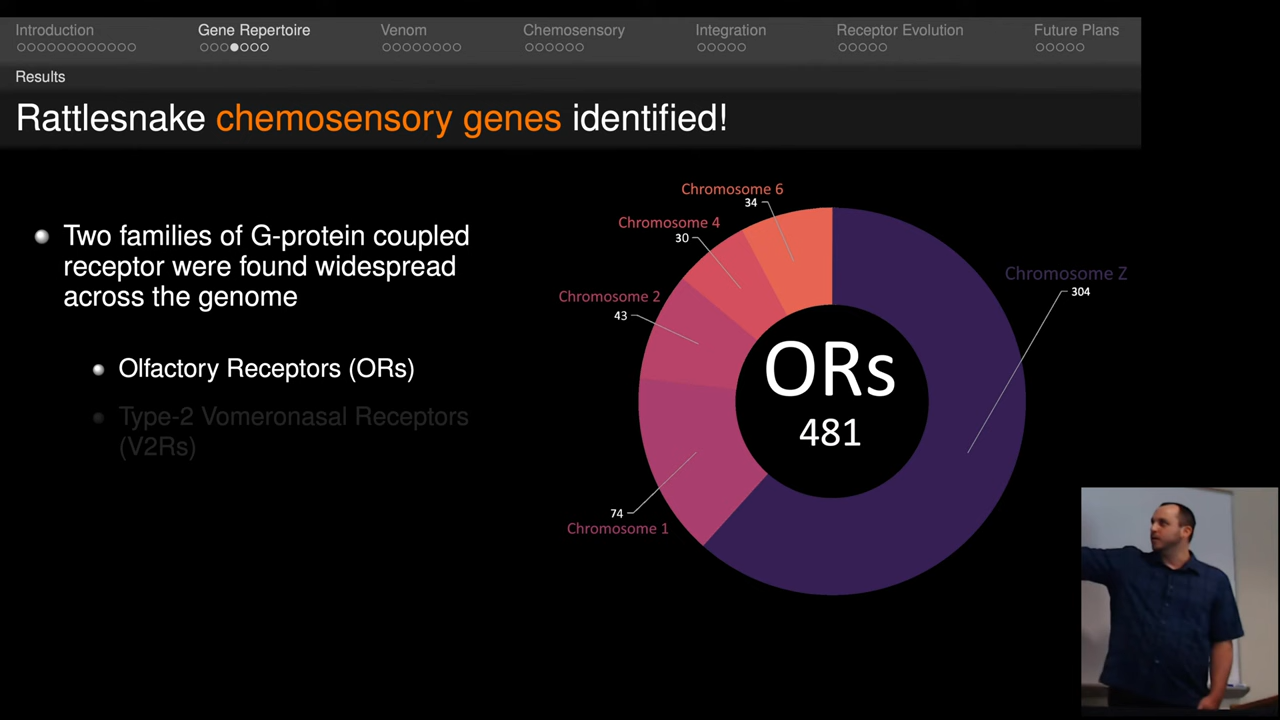 Introduction
Gene Repertoire
Venom
Chemosensory
Integration
Receptor Evolution
Future Plans
Results
Rattlesnake chemosensory genes identified!
Two families of G-protein coupled
receptor were found widespread
across the genome
Olfactory Receptors (ORs)
Type-2 Vomeronasal Receptors
(V2Rs)
Chromosome 6
34
Chromosome 4
30
Chromosome 2
43
74
Chromosome 1
Chromosome Z
304
ORs
481